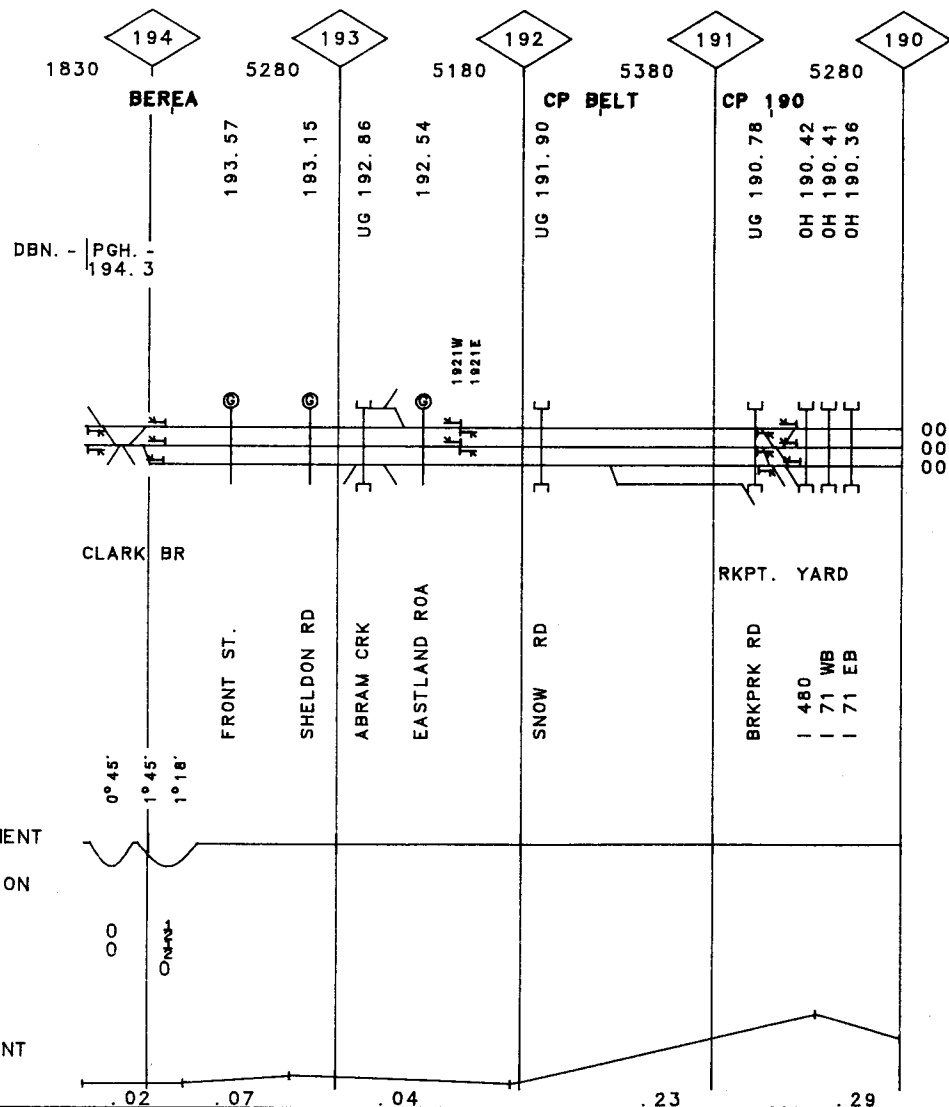 194 193 192 191 190
1830 5280 5180 5380 5280
BEREA CP BELT CP 190
193.57
193.15
UG 192.86
192.54
UG 191.90
UG 190.78
OH 190.42
OH 190.41
OH 190.36
DBN. - PGH. -
194.3
1921W
1921E
G G G
00
00
00
CLARK BR
RKPT. YARD
FRONT ST.
SHELDON RD
ABRAM CRK
EASTLAND ROA
SNOW RD
BRKPRK RD
I 480
I 71 WB
I 71 EB
0°45'
1°45'
1°18'
MENT
ON
0
0
0
NT
.02 .07 .04 .23 .29